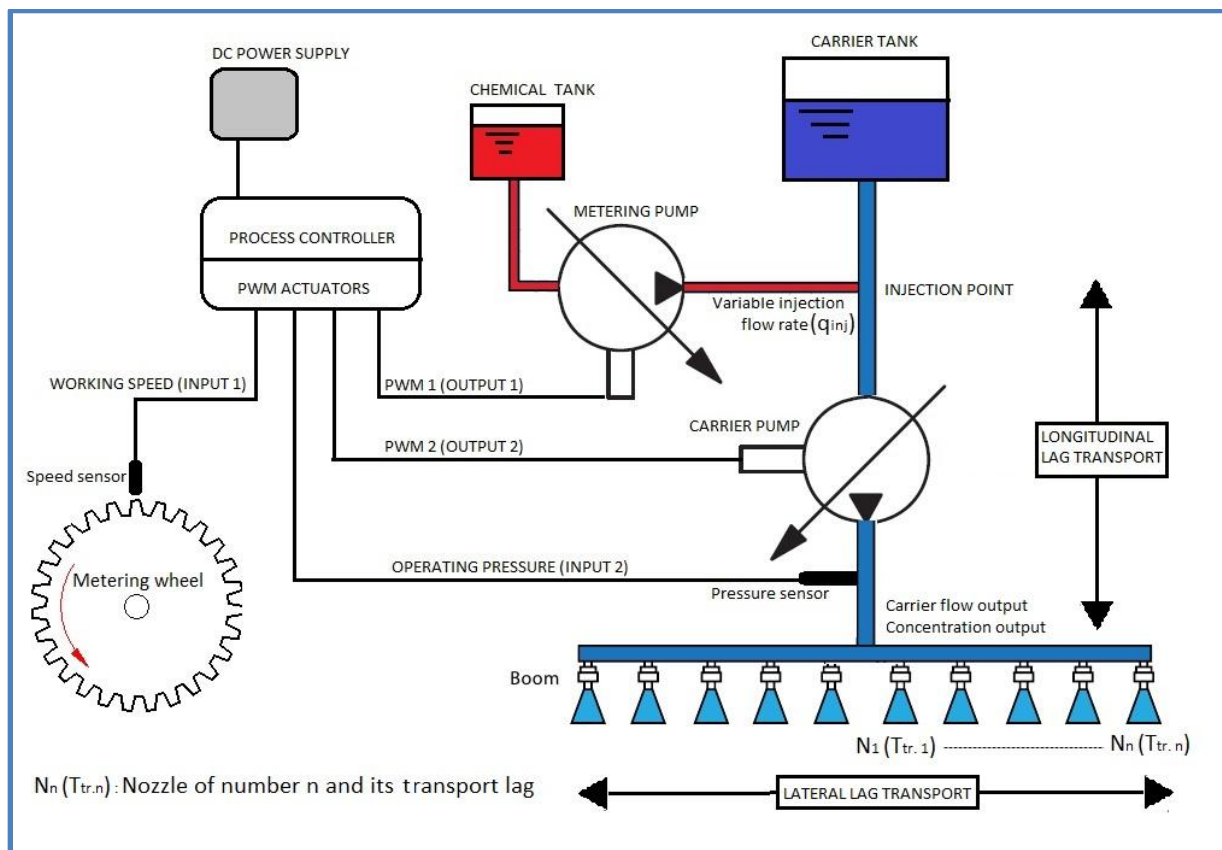 DC POWER SUPPLY
CARRIER TANK
CHEMICAL TANK
METERING PUMP
PROCESS CONTROLLER
PWM ACTUATORS
Variable injection
flow rate (qinj)
INJECTION POINT
WORKING SPEED (INPUT 1)
PWM 1 (OUTPUT 1)
CARRIER PUMP
PWM 2 (OUTPUT 2)
LONGITUDINAL
LAG TRANSPORT
Speed sensor
OPERATING PRESSURE (INPUT 2)
Metering wheel
Pressure sensor
Carrier flow output
Concentration output
Boom
N1 (Ttr. 1) ---------------------- Nn (Ttr. n)
Nn (Ttr.n) : Nozzle of number n and its transport lag
LATERAL LAG TRANSPORT